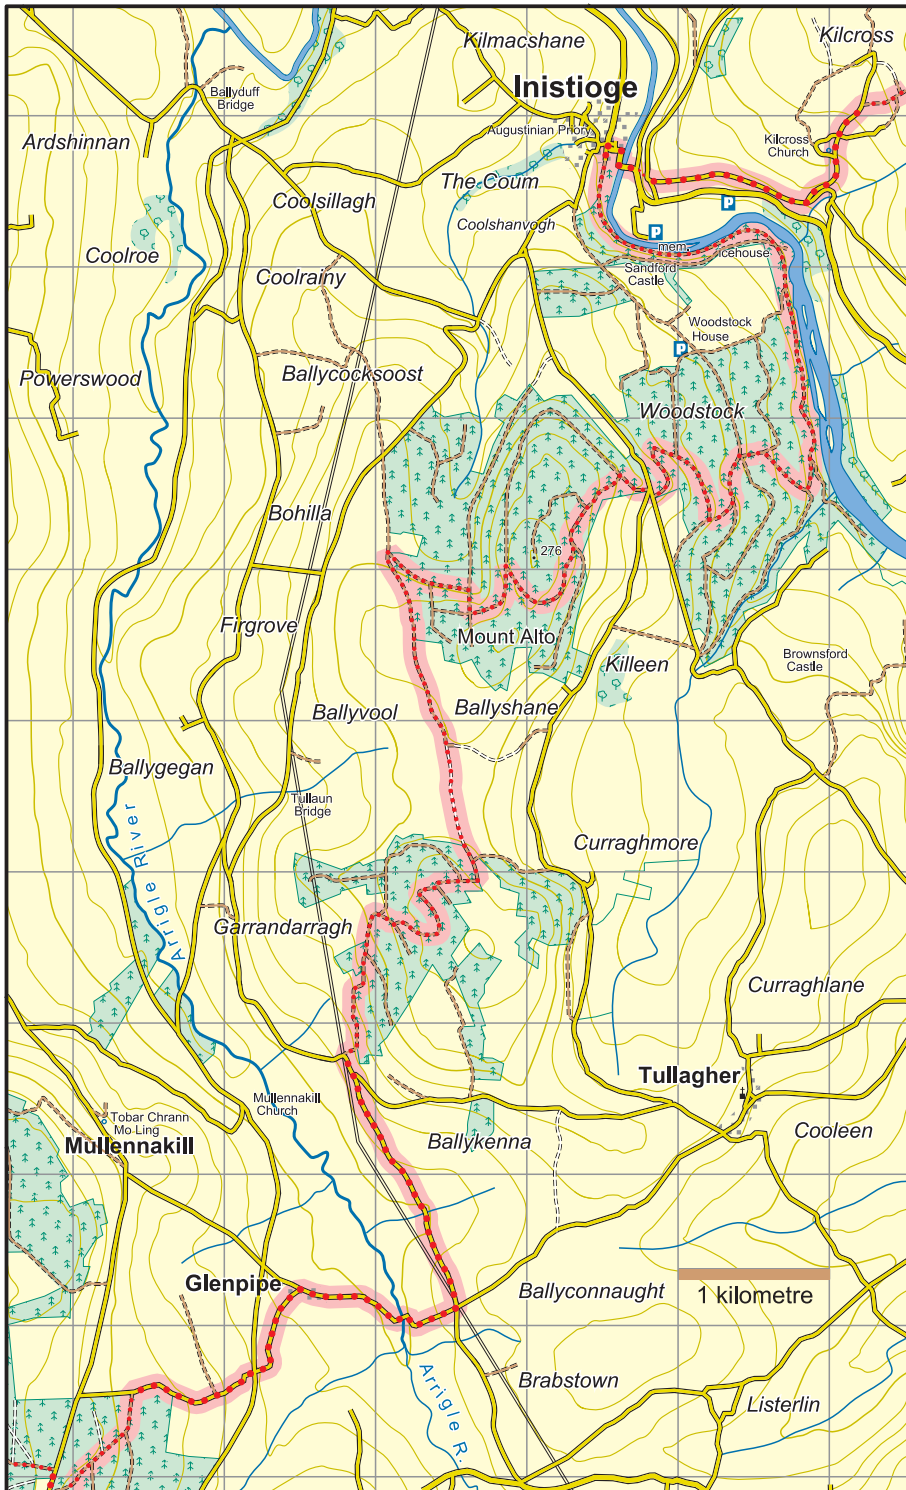 Kilmacshane
Kilcross
Inistioge
Ballyduff
Bridge
Augustinian Priory
Ardshinnan
Kilcross
Church
The Coum
Coolsillagh
Coolshanvogh
P
P
mem.
icehouse
Coolroe
Coolrainy
Sandford
Castle
Woodstock
House
P
Powerswood
Ballycocksoost
Woodstock
Bohilla
276
Firgrove
Mount Alto
Killeen
Brownsford
Castle
Ballyvool
Ballyshane
Ballygegan
Tullaun
Bridge
Arrigle River
Curraghmore
Garrandarragh
Curraghlane
Tullagher
Mullennakill
Church
Tobar Chrann
Mo Ling
Mullennakill
Ballykenna
Cooleen
Glenpipe
Ballyconnaught
1 kilometre
Arrigle R.
Brabstown
Listerlin